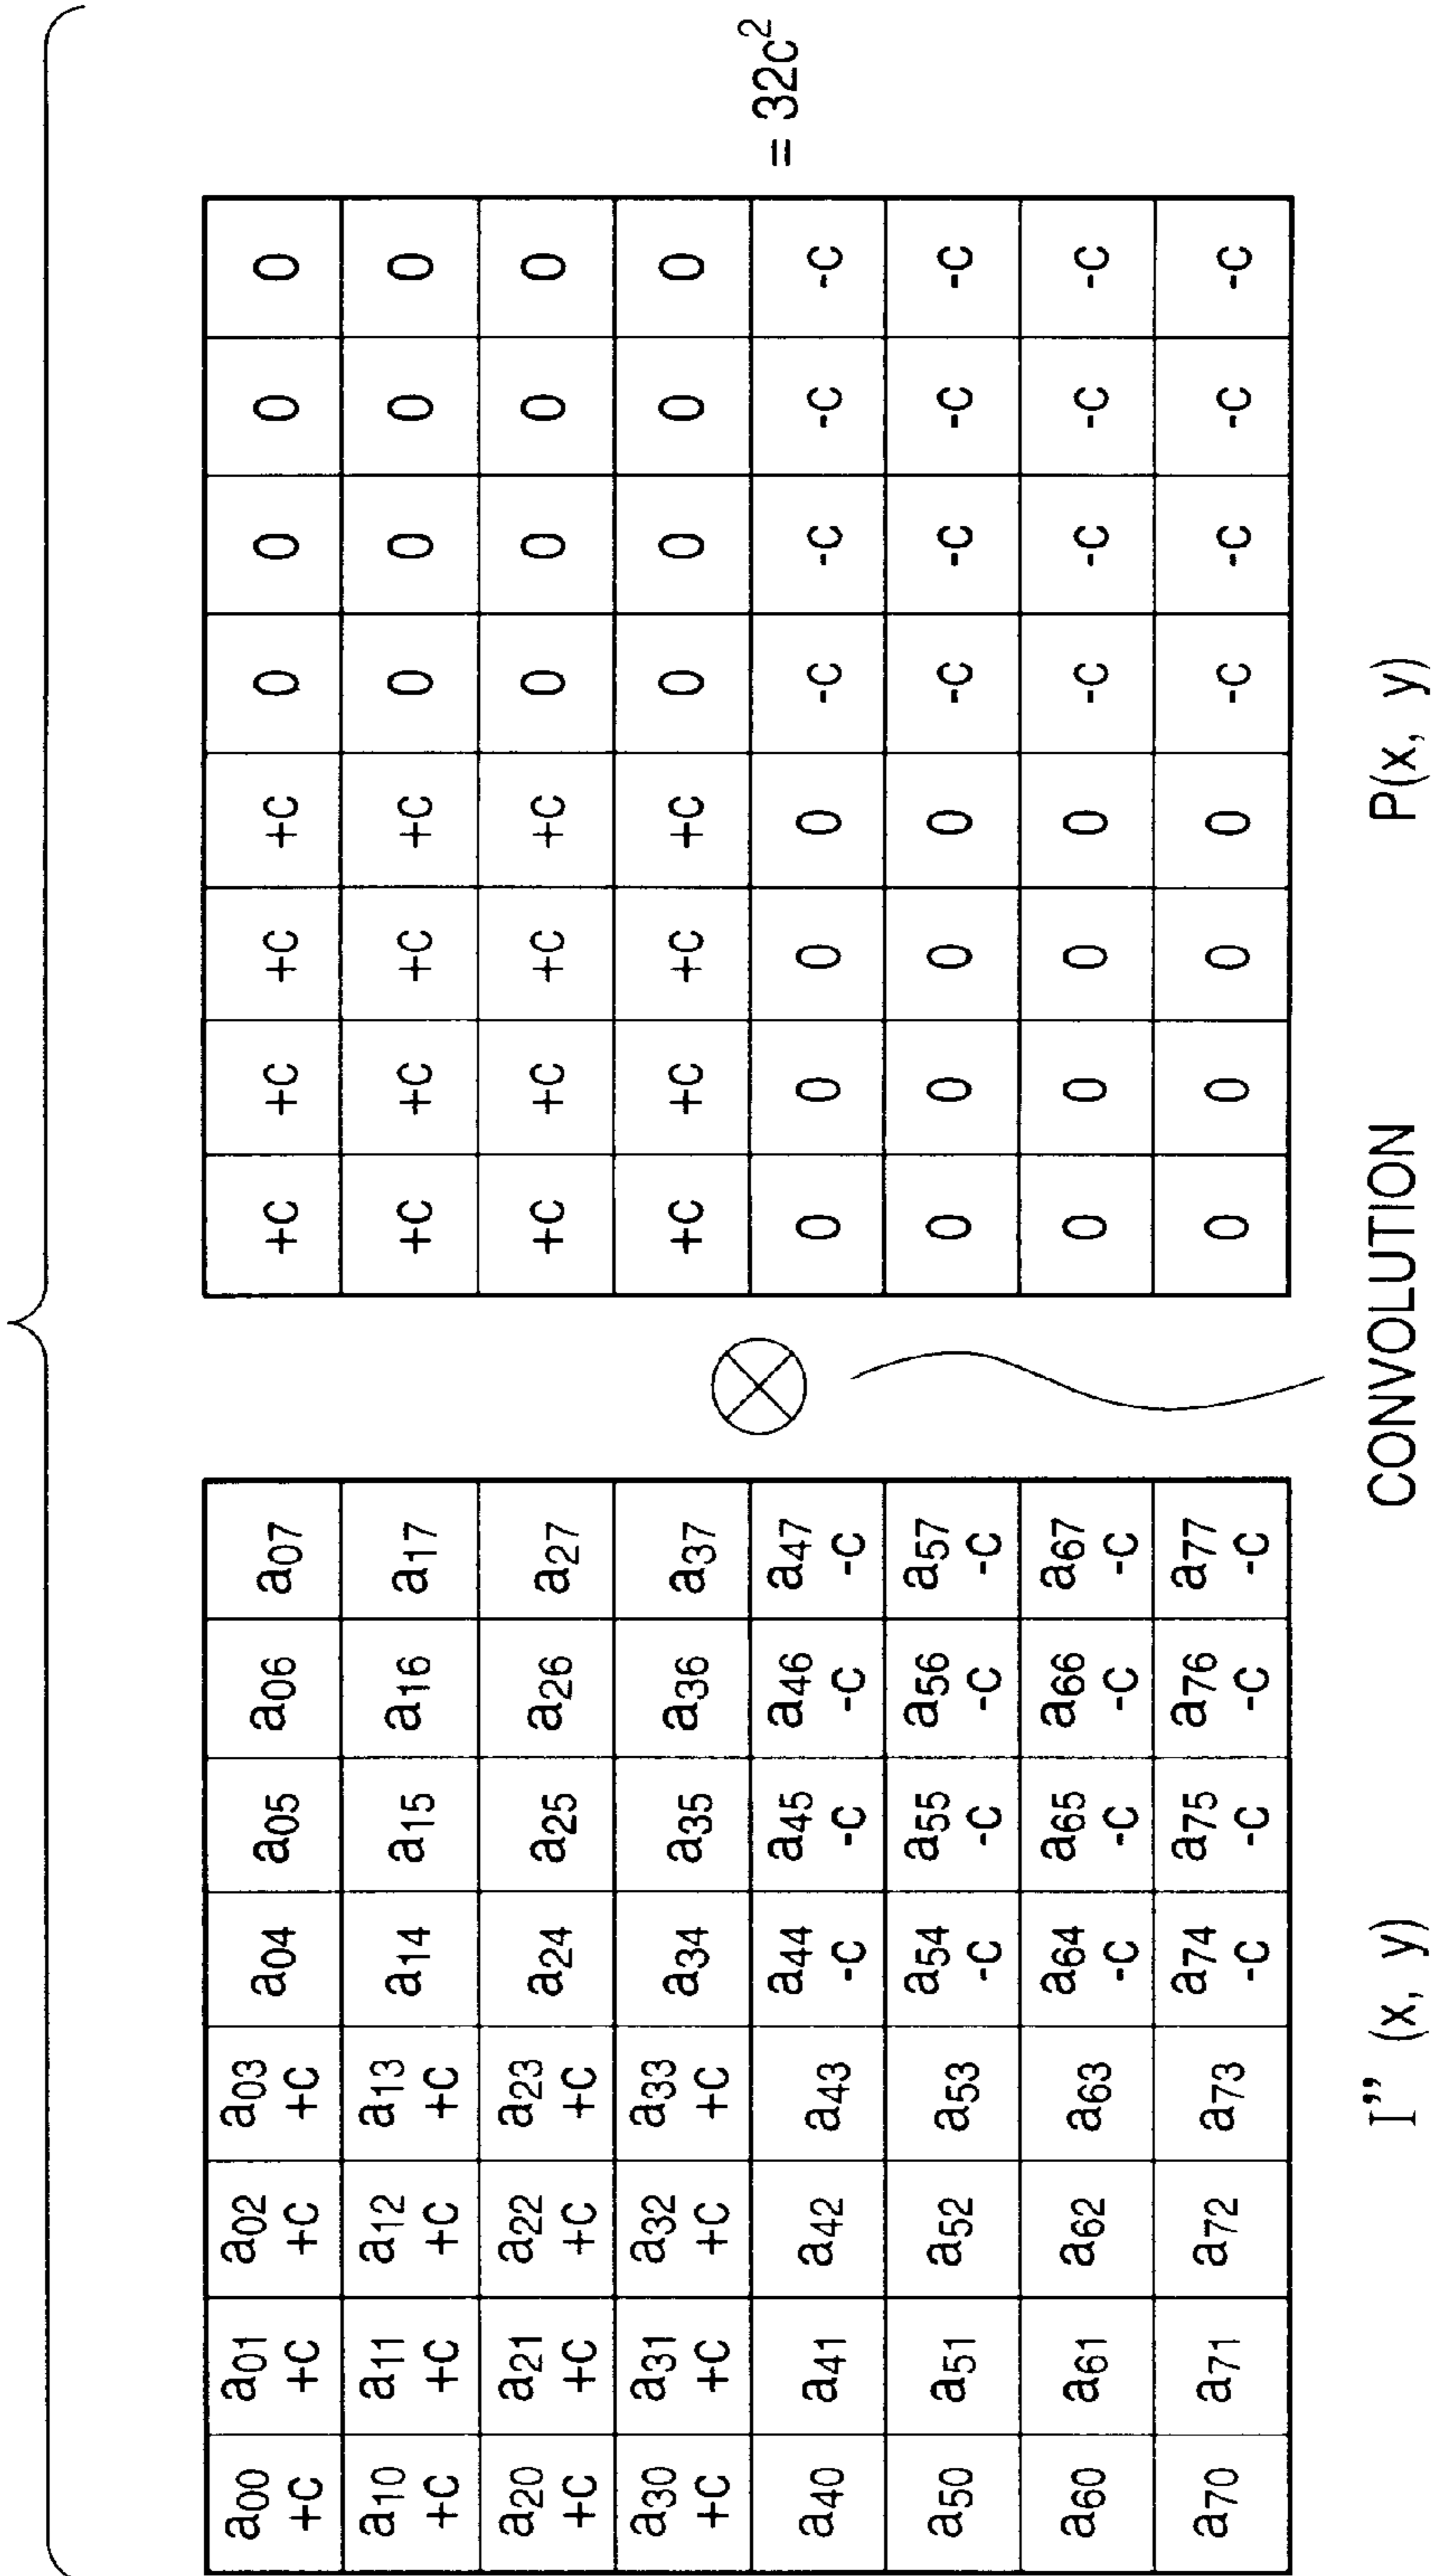 a00 +C a01 +C a02 +C a03 +C a04 a05 a06 a07
a10 +C a11 +C a12 +C a13 +C a14 a15 a16 a17
a20 +C a21 +C a22 +C a23 +C a24 a25 a26 a27
a30 +C a31 +C a32 +C a33 +C a34 a35 a36 a37
a40 a41 a42 a43 a44 -C a45 -C a46 -C a47 -C
a50 a51 a52 a53 a54 -C a55 -C a56 -C a57 -C
a60 a61 a62 a63 a64 -C a65 -C a66 -C a67 -C
a70 a71 a72 a73 a74 -C a75 -C a76 -C a77 -C
I” (x, y)
CONVOLUTION
+C +C +C +C 0 0 0 0
+C +C +C +C 0 0 0 0
+C +C +C +C 0 0 0 0
+C +C +C +C 0 0 0 0
0 0 0 0 -C -C -C -C
0 0 0 0 -C -C -C -C
0 0 0 0 -C -C -C -C
0 0 0 0 -C -C -C -C
P(x, y)
= 32c²